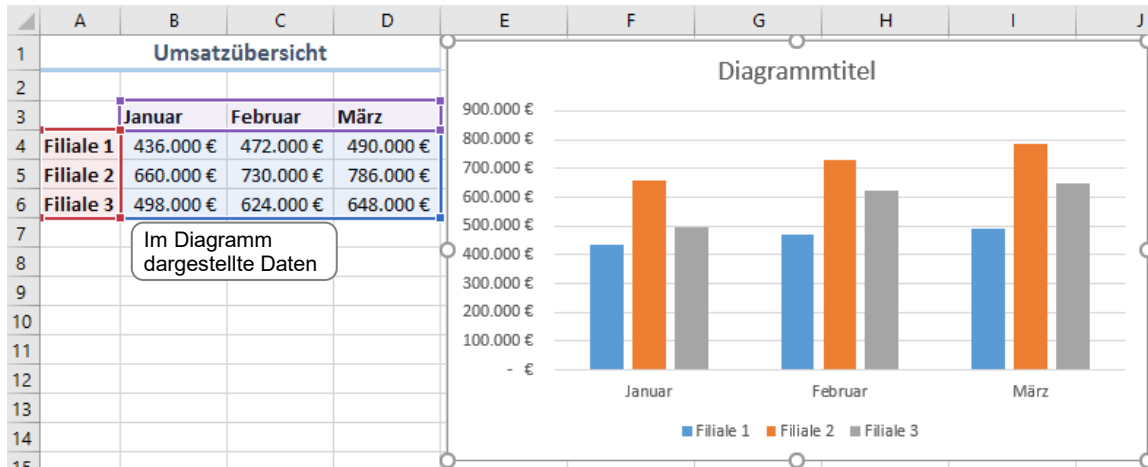 A B C D E F G H I J
1 Umsatzübersicht
2
3 Januar Februar März
4 Filiale 1 436.000 € 472.000 € 490.000 €
5 Filiale 2 660.000 € 730.000 € 786.000 €
6 Filiale 3 498.000 € 624.000 € 648.000 €
7
8
9
10
11
12
13
14
15
Im Diagramm
dargestellte Daten
Diagrammtitel
900.000 €
800.000 €
700.000 €
600.000 €
500.000 €
400.000 €
300.000 €
200.000 €
100.000 €
- €
Januar Februar März
Filiale 1 Filiale 2 Filiale 3